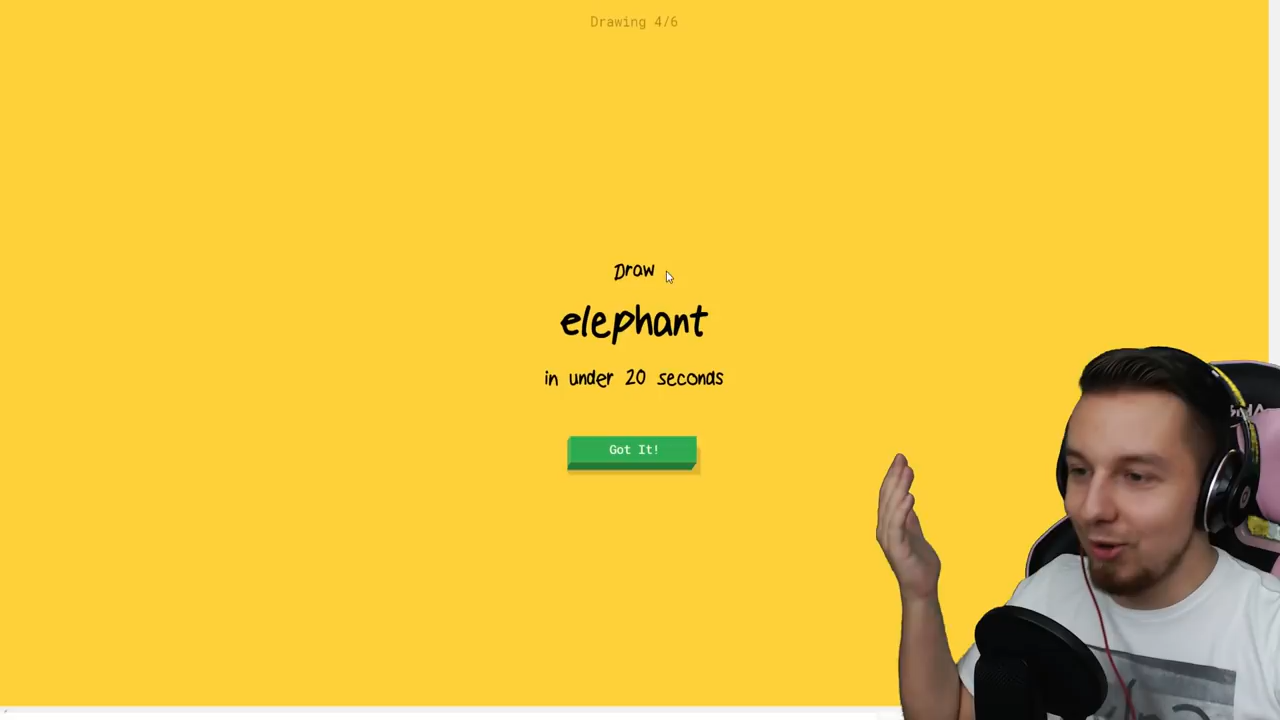 Drawing 4/6
Draw
elephant
in under 20 seconds
Got It!